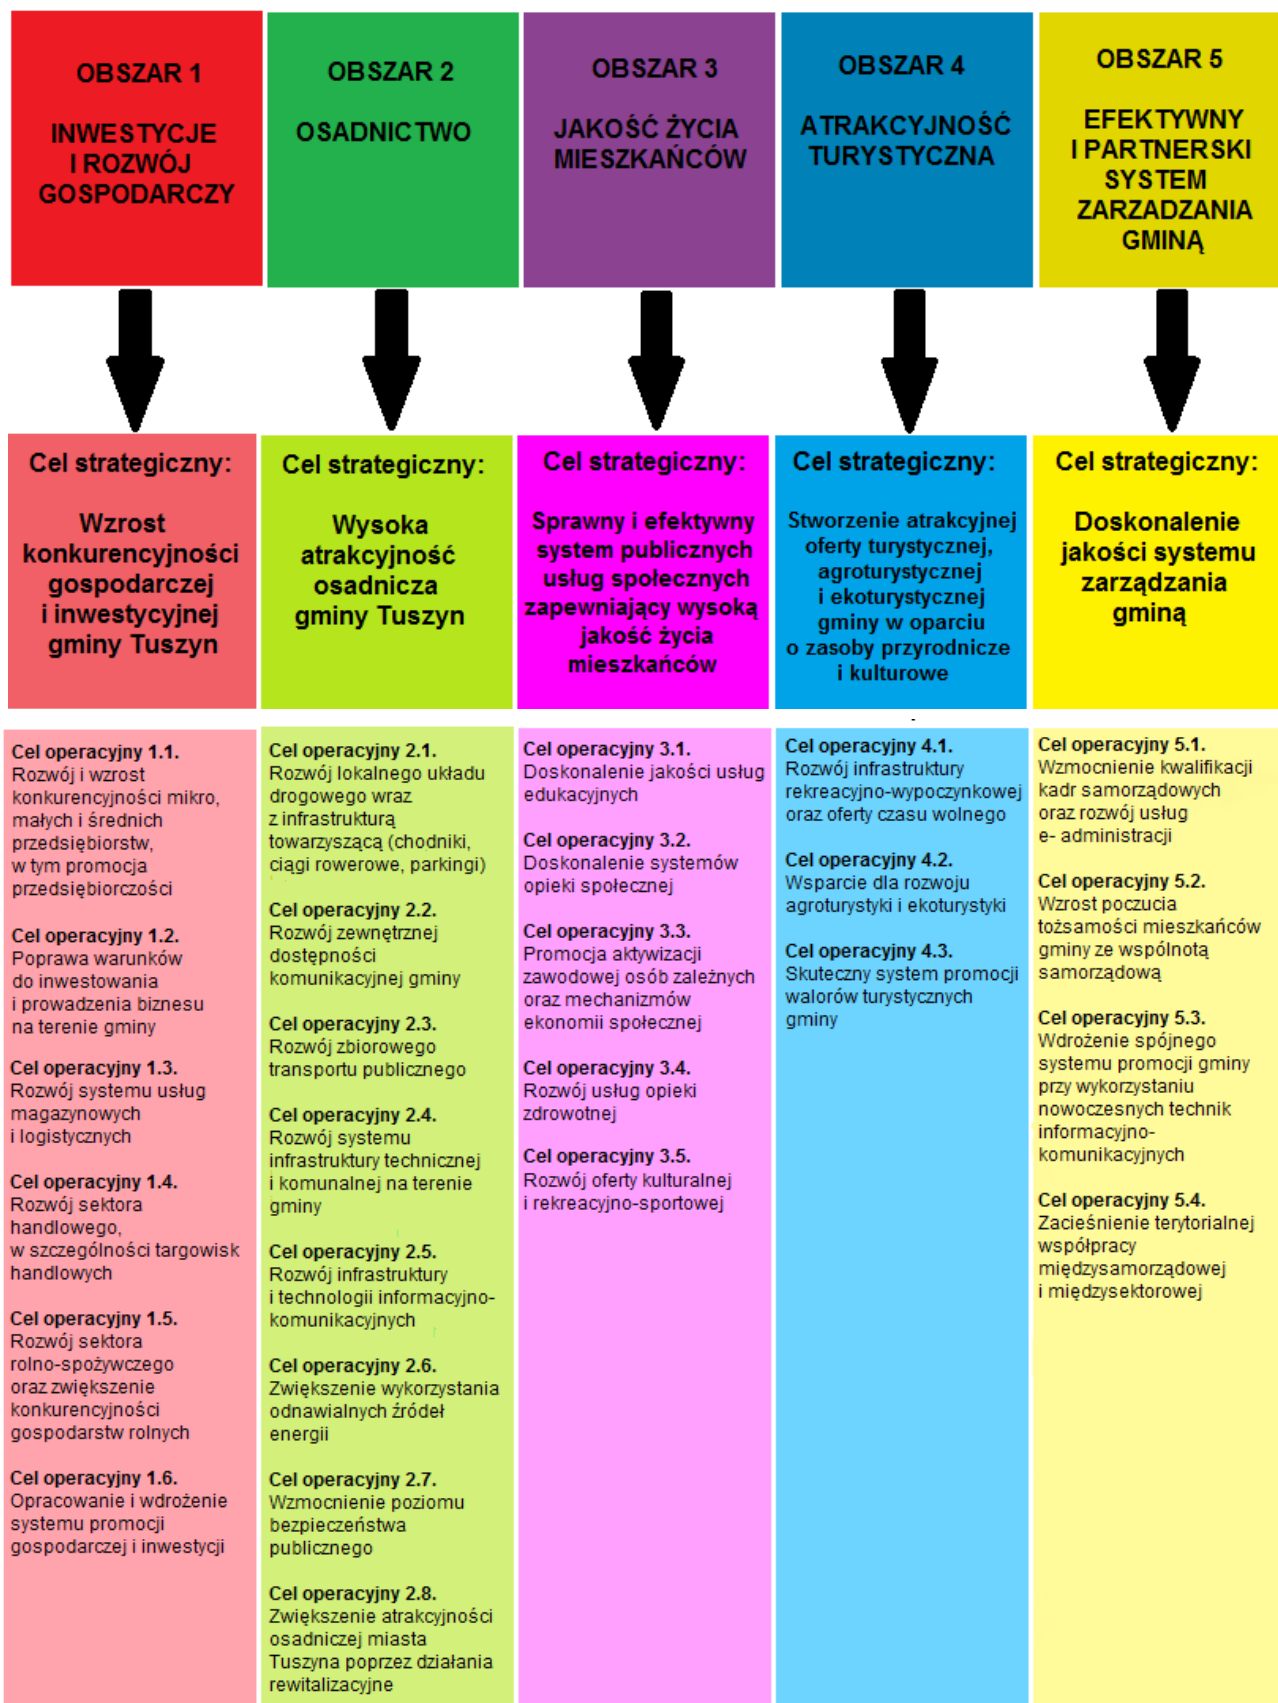 OBSZAR 1
INWESTYCJE
I ROZWÓJ
GOSPODARCZY
OBSZAR 2
OSADNICTWO
OBSZAR 3
JAKOŚĆ ŻYCIA
MIESZKAŃCÓW
OBSZAR 4
ATRAKCYJNOŚĆ
TURYSTYCZNA
OBSZAR 5
EFEKTYWNY
I PARTNERSKI
SYSTEM
ZARZADZANIA
GMINĄ
Cel strategiczny:
Wzrost
konkurencyjności
gospodarczej
i inwestycyjnej
gminy Tuszyn
Cel strategiczny:
Wysoka
atrakcyjność
osadnicza
gminy Tuszyn
Cel strategiczny:
Sprawny i efektywny
system publicznych
usług społecznych
zapewniający wysoką
jakość życia
mieszkańców
Cel strategiczny:
Stworzenie atrakcyjnej
oferty turystycznej,
agroturystycznej
i ekoturystycznej
gminy w oparciu
o zasoby przyrodnicze
i kulturowe
Cel strategiczny:
Doskonalenie
jakości systemu
zarządzania
gminą
Cel operacyjny 1.1.
Rozwój i wzrost
konkurencyjności mikro,
małych i średnich
przedsiębiorstw,
w tym promocja
przedsiębiorczości
Cel operacyjny 1.2.
Poprawa warunków
do inwestowania
i prowadzenia biznesu
na terenie gminy
Cel operacyjny 1.3.
Rozwój systemu usług
magazynowych
i logistycznych
Cel operacyjny 1.4.
Rozwój sektora
handlowego,
w szczególności targowisk
handlowych
Cel operacyjny 1.5.
Rozwój sektora
rolno-spożywczego
oraz zwiększenie
konkurencyjności
gospodarstw rolnych
Cel operacyjny 1.6.
Opracowanie i wdrożenie
systemu promocji
gospodarczej i inwestycji
Cel operacyjny 2.1.
Rozwój lokalnego układu
drogowego wraz
z infrastrukturą
towarzyszącą (chodniki,
ciągi rowerowe, parkingi)
Cel operacyjny 2.2.
Rozwój zewnętrznej
dostępności
komunikacyjnej gminy
Cel operacyjny 2.3.
Rozwój zbiorowego
transportu publicznego
Cel operacyjny 2.4.
Rozwój systemu
infrastruktury technicznej
i komunalnej na terenie
gminy
Cel operacyjny 2.5.
Rozwój infrastruktury
i technologii informacyjno-
komunikacyjnych
Cel operacyjny 2.6.
Zwiększenie wykorzystania
odnawialnych źródeł
energii
Cel operacyjny 2.7.
Wzmocnienie poziomu
bezpieczeństwa
publicznego
Cel operacyjny 2.8.
Zwiększenie atrakcyjności
osadniczej miasta
Tuszyna poprzez działania
rewitalizacyjne
Cel operacyjny 3.1.
Doskonalenie jakości usług
edukacyjnych
Cel operacyjny 3.2.
Doskonalenie systemów
opieki społecznej
Cel operacyjny 3.3.
Promocja aktywizacji
zawodowej osób zależnych
oraz mechanizmów
ekonomii społecznej
Cel operacyjny 3.4.
Rozwój usług opieki
zdrowotnej
Cel operacyjny 3.5.
Rozwój oferty kulturalnej
i rekreacyjno-sportowej
Cel operacyjny 4.1.
Rozwój infrastruktury
rekreacyjno-wypoczynkowej
oraz oferty czasu wolnego
Cel operacyjny 4.2.
Wsparcie dla rozwoju
agroturystyki i ekoturystyki
Cel operacyjny 4.3.
Skuteczny system promocji
walorów turystycznych
gminy
Cel operacyjny 5.1.
Wzmocnienie kwalifikacji
kadr samorządowych
oraz rozwój usług
e- administracji
Cel operacyjny 5.2.
Wzrost poczucia
tożsamości mieszkańców
gminy ze wspólnotą
samorządową
Cel operacyjny 5.3.
Wdrożenie spójnego
systemu promocji gminy
przy wykorzystaniu
nowoczesnych technik
informacyjno-
komunikacyjnych
Cel operacyjny 5.4.
Zacieśnienie terytorialnej
współpracy
międzysamorządowej
i międzysektorowej